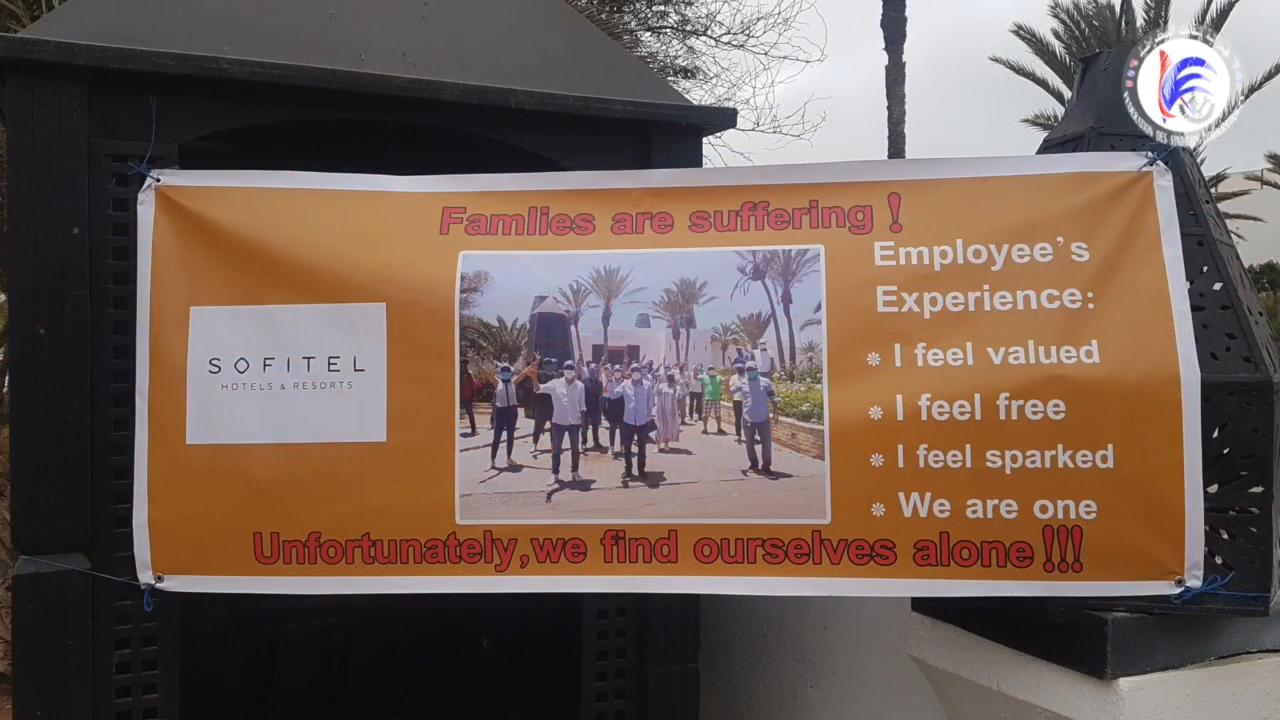 Famlies are suffering !
SOFITEL
HOTELS & RESORTS
Employee’s
Experience:
I feel valued
I feel free
I feel sparked
We are one
Unfortunately,we find ourselves alone !!!